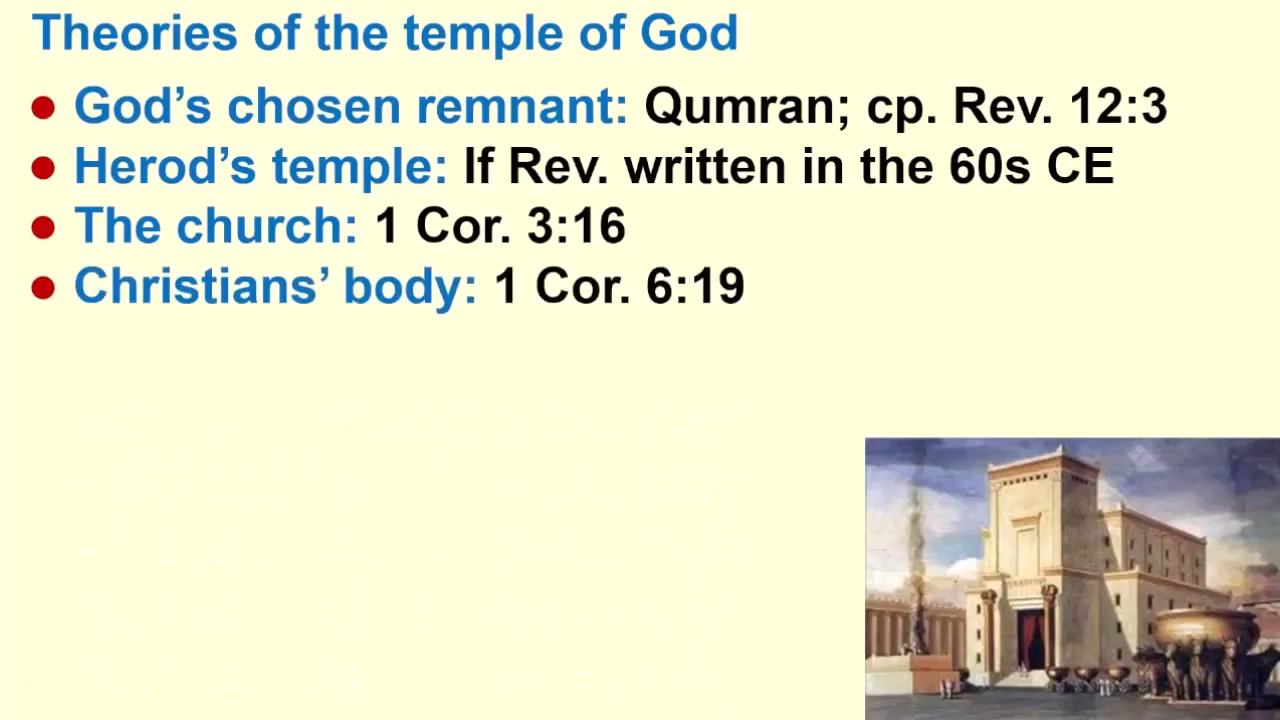 Theories of the temple of God
● God’s chosen remnant: Qumran; cp. Rev. 12:3
● Herod’s temple: If Rev. written in the 60s CE
● The church: 1 Cor. 3:16
● Christians’ body: 1 Cor. 6:19